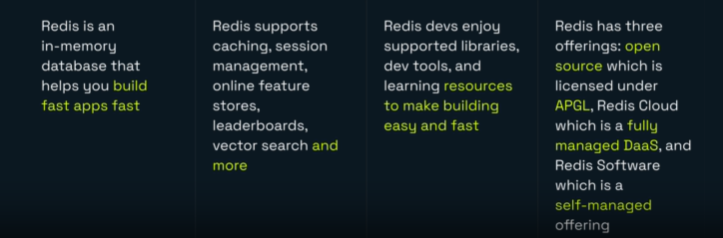 Redis is an
in-memory
database that
helps you build
fast apps fast
Redis supports
caching, session
management,
online feature
stores,
leaderboards,
vector search and
more
Redis devs enjoy
supported libraries,
dev tools, and
learning resources
to make building
easy and fast
Redis has three
offerings: open
source which is
licensed under
APGL, Redis Cloud
which is a fully
managed DaaS, and
Redis Software
which is a
self-managed
offering